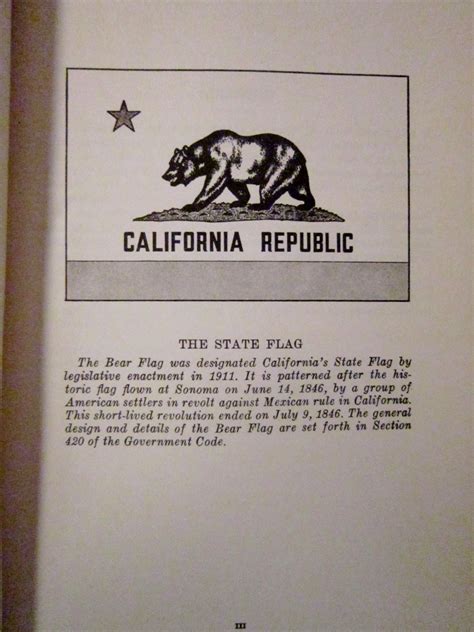 CALIFORNIA REPUBLIC
THE STATE FLAG
The Bear Flag was designated California's State Flag by
legislative enactment in 1911. It is patterned after the his-
toric flag flown at Sonoma on June 14, 1846, by a group of
American settlers in revolt against Mexican rule in California.
This short-lived revolution ended on July 9, 1846. The general
design and details of the Bear Flag are set forth in Section
420 of the Government Code.
III